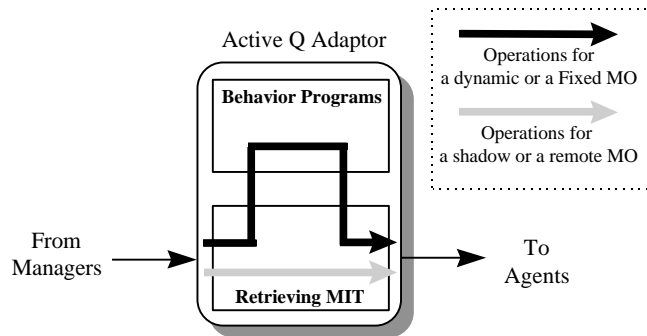 Active Q Adaptor
Behavior Programs
Retrieving MIT
From
Managers
To
Agents
Operations for
a dynamic or a Fixed MO
Operations for
a shadow or a remote MO